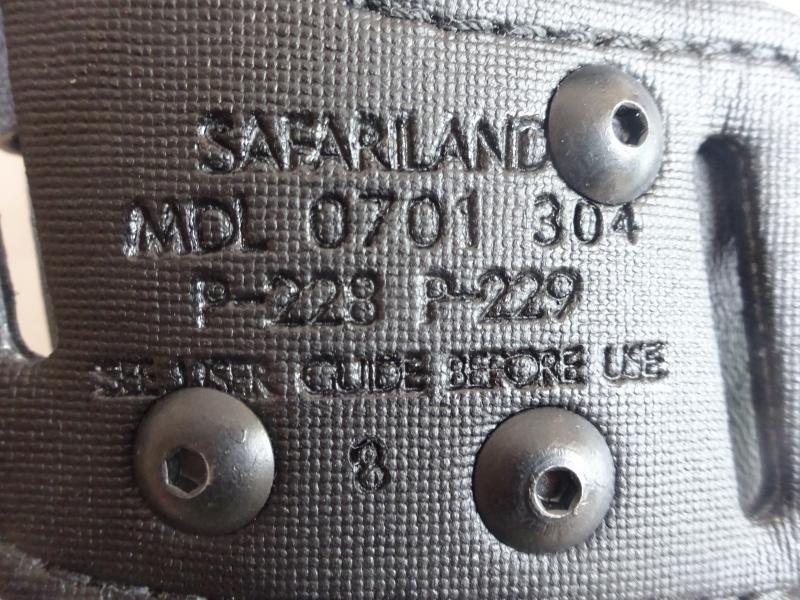 SAFARILAND
MDL 0701 304
P-228 P-229
SEE USER GUIDE BEFORE USE
8